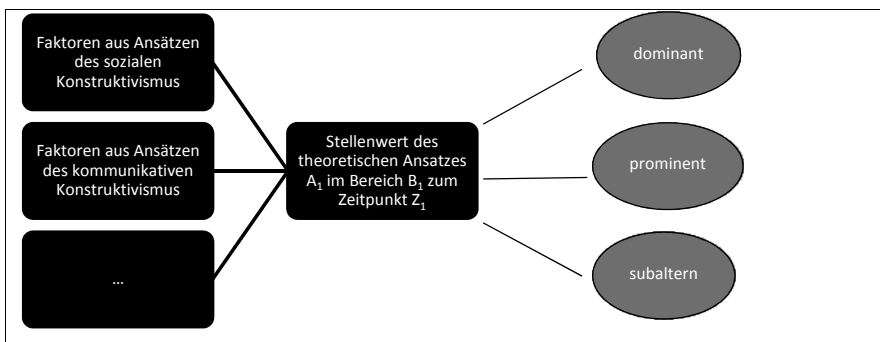 Faktoren aus Ansätzen
des sozialen
Konstruktivismus
Faktoren aus Ansätzen
des kommunikativen
Konstruktivismus
...
Stellenwert des
theoretischen Ansatzes
A₁ im Bereich B₁ zum
Zeitpunkt Z₁
dominant
prominent
subaltern